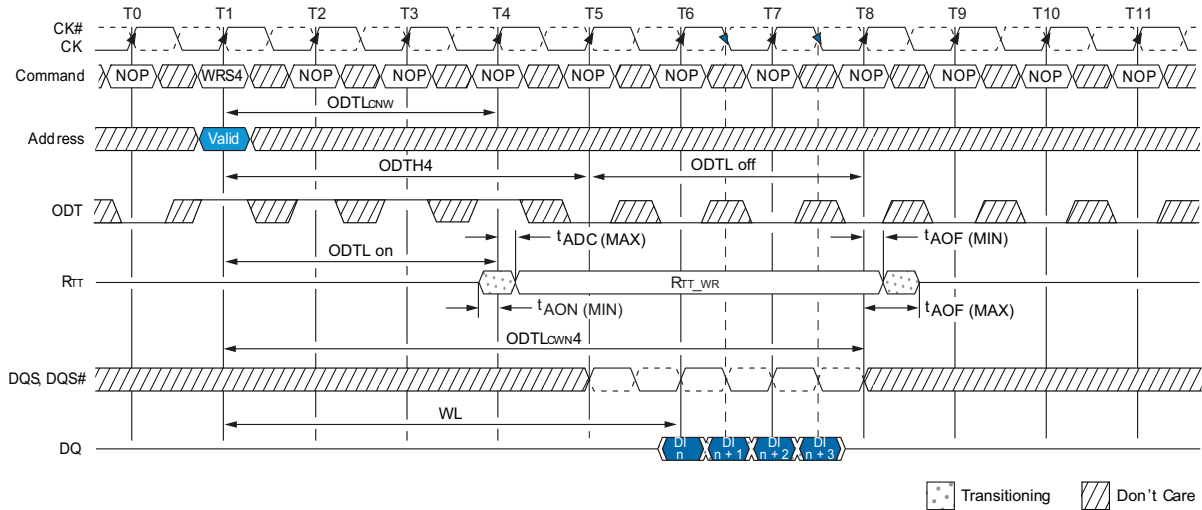 T0 T1 T2 T3 T4 T5 T6 T7 T8 T9 T10 T11
CK#
CK
Command NOP WRS4 NOP NOP NOP NOP NOP NOP NOP NOP NOP NOP
ODTLCNW
Address Valid
ODTH4 ODTL off
ODT
tADC (MAX) tAOF (MIN)
ODTL on
RTT RTT_WR
tAON (MIN) tAOF (MAX)
ODTLCWN4
DQS, DQS#
WL
DQ DI n DI n + 1 DI n + 2 DI n + 3
Transitioning Don't Care